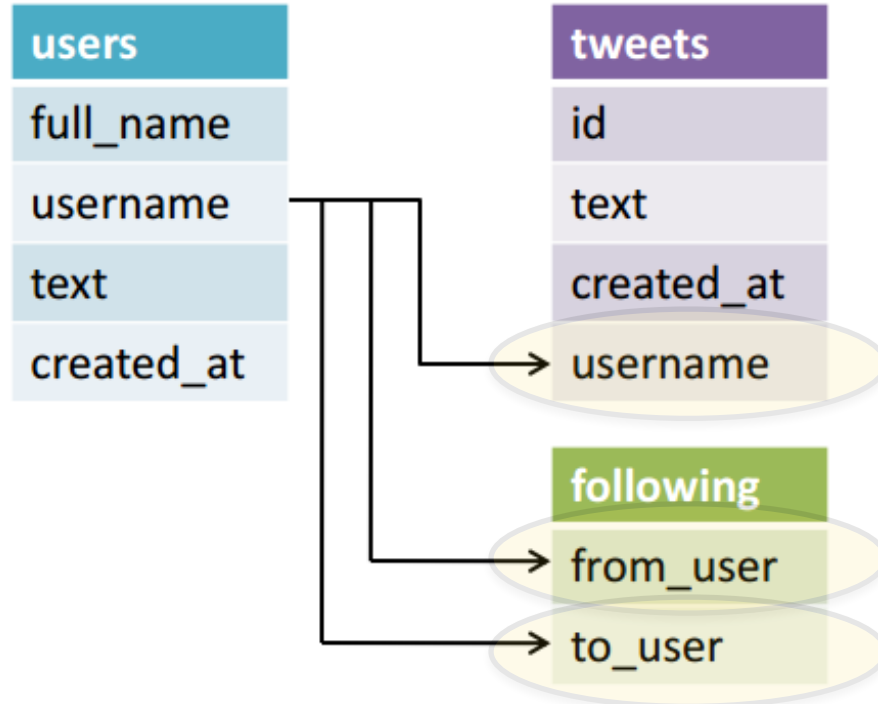 users
full_name
username
text
created_at
tweets
id
text
created_at
username
following
from_user
to_user